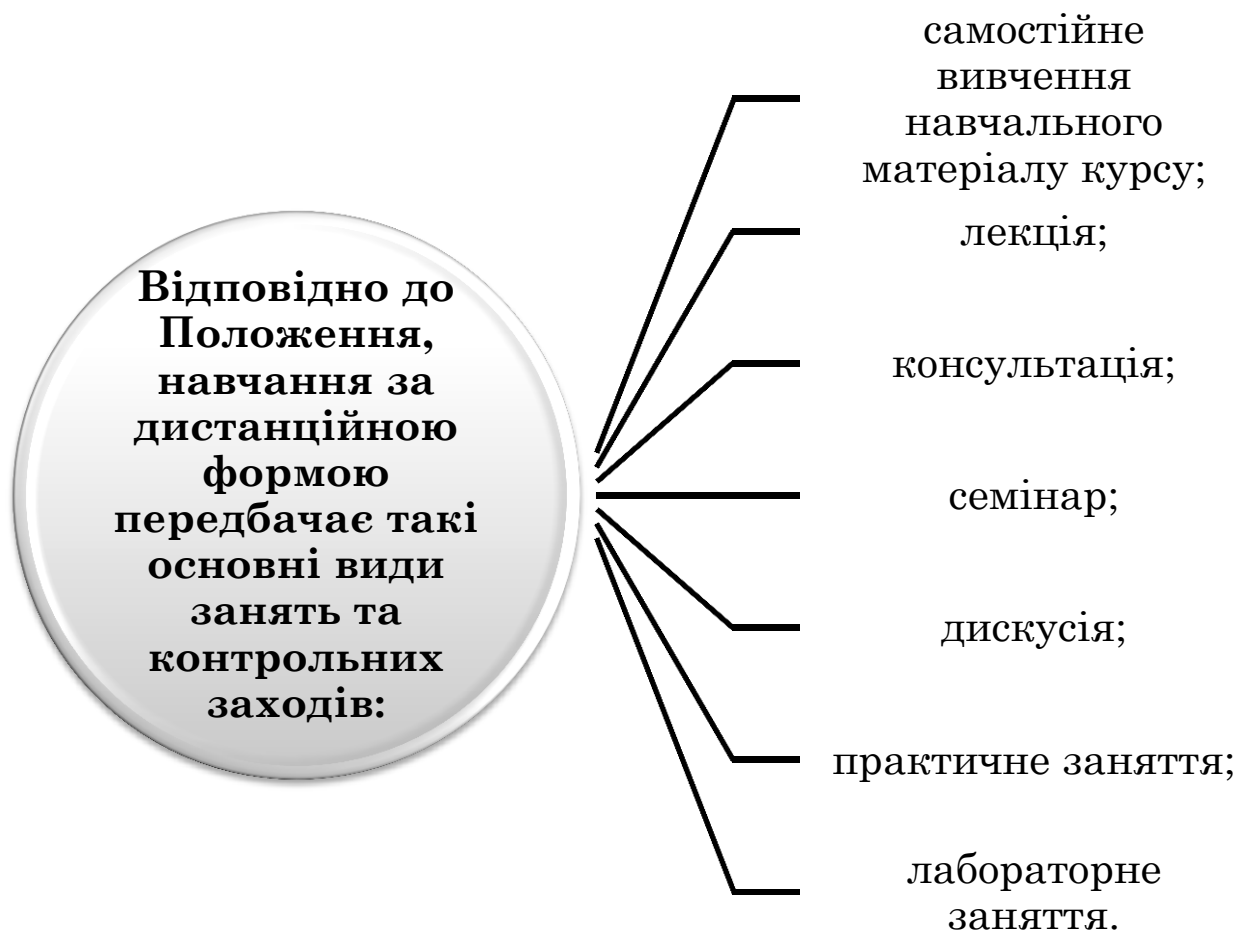 Відповідно до
Положення,
навчання за
дистанційною
формою
передбачає такі
основні види
занять та
контрольних
заходів:
самостійне
вивчення
навчального
матеріалу курсу;
лекція;
консультація;
семінар;
дискусія;
практичне заняття;
лабораторне
заняття.